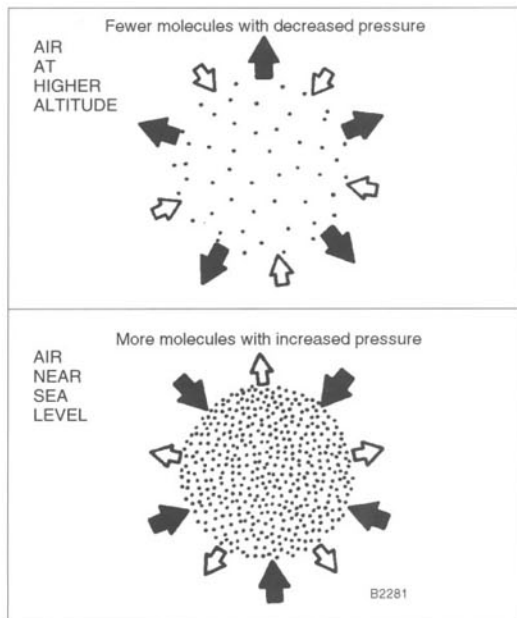 Fewer molecules with decreased pressure
AIR
AT
HIGHER
ALTITUDE
More molecules with increased pressure
AIR
NEAR
SEA
LEVEL
B2281